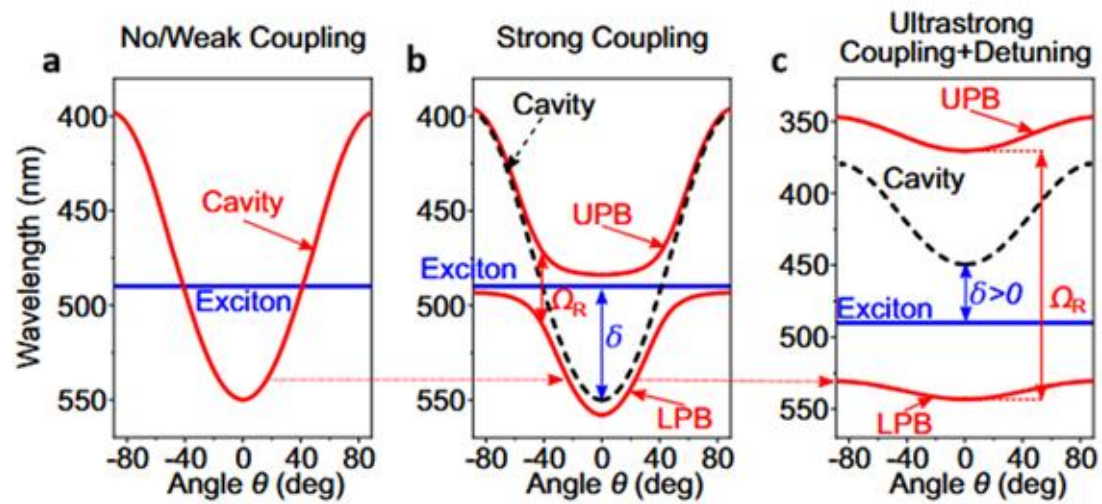 No/Weak Coupling
Strong Coupling
Ultrastrong
Coupling+Detuning
a
b
c
Wavelength (nm)
400
450
500
550
Cavity
Exciton
-80
-40
0
40
80
Angle θ (deg)
400
450
500
550
Cavity
UPB
Exciton
Ω_R
δ
LPB
-80
-40
0
40
80
Angle θ (deg)
350
400
450
500
550
UPB
Cavity
δ>0
Ω_R
Exciton
LPB
-80
-40
0
40
80
Angle θ (deg)